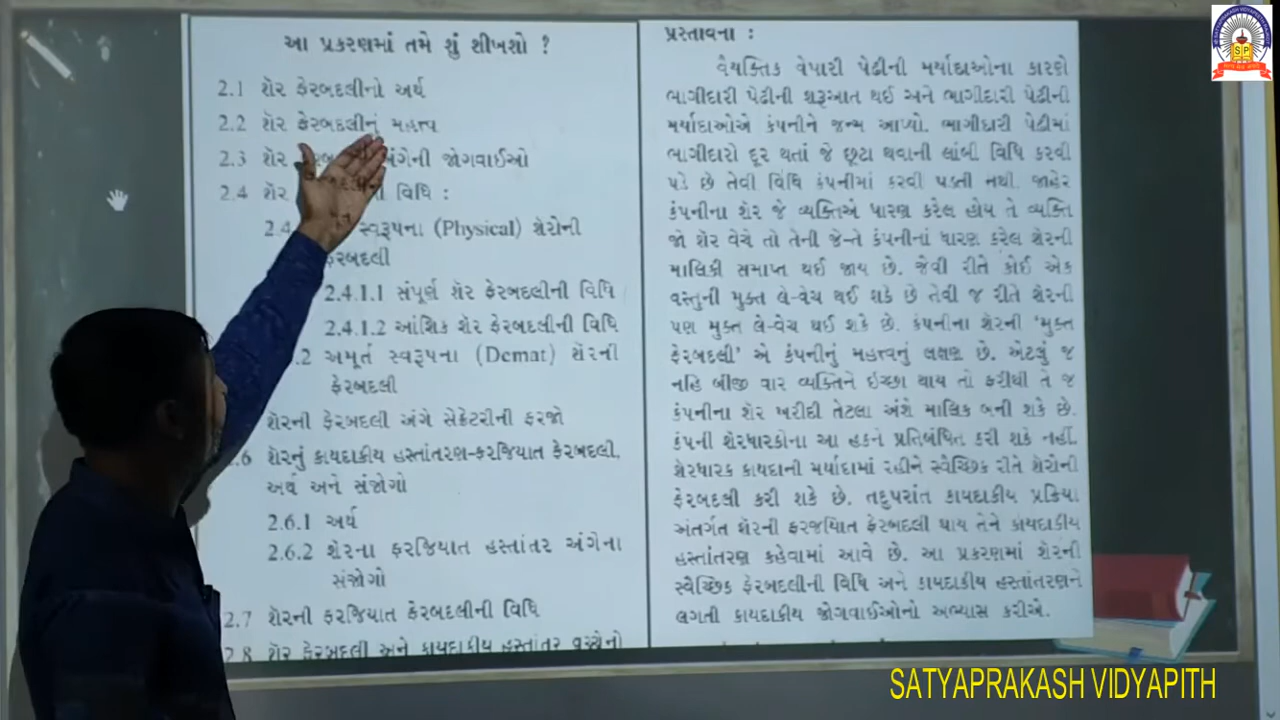 આ પ્રકરણમાં તમે શું શીખશો ?
2.1 શૅર ફેરબદલીનો અર્થ
2.2 શૅર ફેરબદલીનું મહત્ત્વ
2.3 શૅર અંગેની જોગવાઈઓ
2.4 શૅર વિધિ :
સ્વરૂપના (Physical) શૅરોની
ફેરબદલી
2.4.1.1 સંપૂર્ણ શૅર ફેરબદલીની વિધિ
2.4.1.2 આંશિક શૅર ફેરબદલીની વિધિ
.2 અમૂર્ત સ્વરૂપના (Demat) શૅરની
ફેરબદલી
શૅરની ફેરબદલી અંગે સેક્રેટરીની ફરજો
.6 શૅરનું કાયદાકીય હસ્તાંતરણ-ફરજિયાત ફેરબદલી,
અર્થ અને સંજોગો
2.6.1 અર્થ
2.6.2 શૅરના ફરજિયાત હસ્તાંતર અંગેના
સંજોગો
2.7 શૅરની ફરજિયાત ફેરબદલીની વિધિ
2.8 શૅર ફેરબદલી અને કાયદાકીય હસ્તાંતર વચ્ચેનો
પ્રસ્તાવના :
વૈયક્તિક વેપારી પેઢીની મર્યાદાઓના કારણે
ભાગીદારી પેઢીની શરૂઆત થઈ અને ભાગીદારી પેઢીની
મર્યાદાઓએ કંપનીને જન્મ આપ્યો. ભાગીદારી પેઢીમાં
ભાગીદારો દૂર થતાં જે છૂટા થવાની લાંબી વિધિ કરવી
પડે છે તેવી વિધિ કંપનીમાં કરવી પડતી નથી. જાહેર
કંપનીના શૅર જે વ્યક્તિએ ધારણ કરેલ હોય તે વ્યક્તિ
જો શૅર વેચે તો તેની જે-તે કંપનીનાં ધારણ કરેલ શૅરની
માલિકી સમાપ્ત થઈ જાય છે. જેવી રીતે કોઈ એક
વસ્તુની મુક્ત લે-વેચ થઈ શકે છે તેવી જ રીતે શૅરની
પણ મુક્ત લે-વેચ થઈ શકે છે. કંપનીના શૅરની 'મુક્ત
ફેરબદલી' એ કંપનીનું મહત્ત્વનું લક્ષણ છે. એટલું જ
નહિ બીજી વાર વ્યક્તિને ઇચ્છા થાય તો ફરીથી તે જ
કંપનીના શૅર ખરીદી તેટલા અંશે માલિક બની શકે છે.
કંપની શૅરધારકોના આ હકને પ્રતિબંધિત કરી શકે નહીં.
શૅરધારક કાયદાની મર્યાદામાં રહીને સ્વૈચ્છિક રીતે શૅરોની
ફેરબદલી કરી શકે છે. તદુપરાંત કાયદાકીય પ્રક્રિયા
અંતર્ગત શૅરની ફરજિયાત ફેરબદલી થાય તેને કાયદાકીય
હસ્તાંતરણ કહેવામાં આવે છે. આ પ્રકરણમાં શૅરની
સ્વૈચ્છિક ફેરબદલીની વિધિ અને કાયદાકીય હસ્તાંતરણને
લગતી કાયદાકીય જોગવાઈઓનો અભ્યાસ કરીએ.
SATYAPRAKASH VIDYAPITH